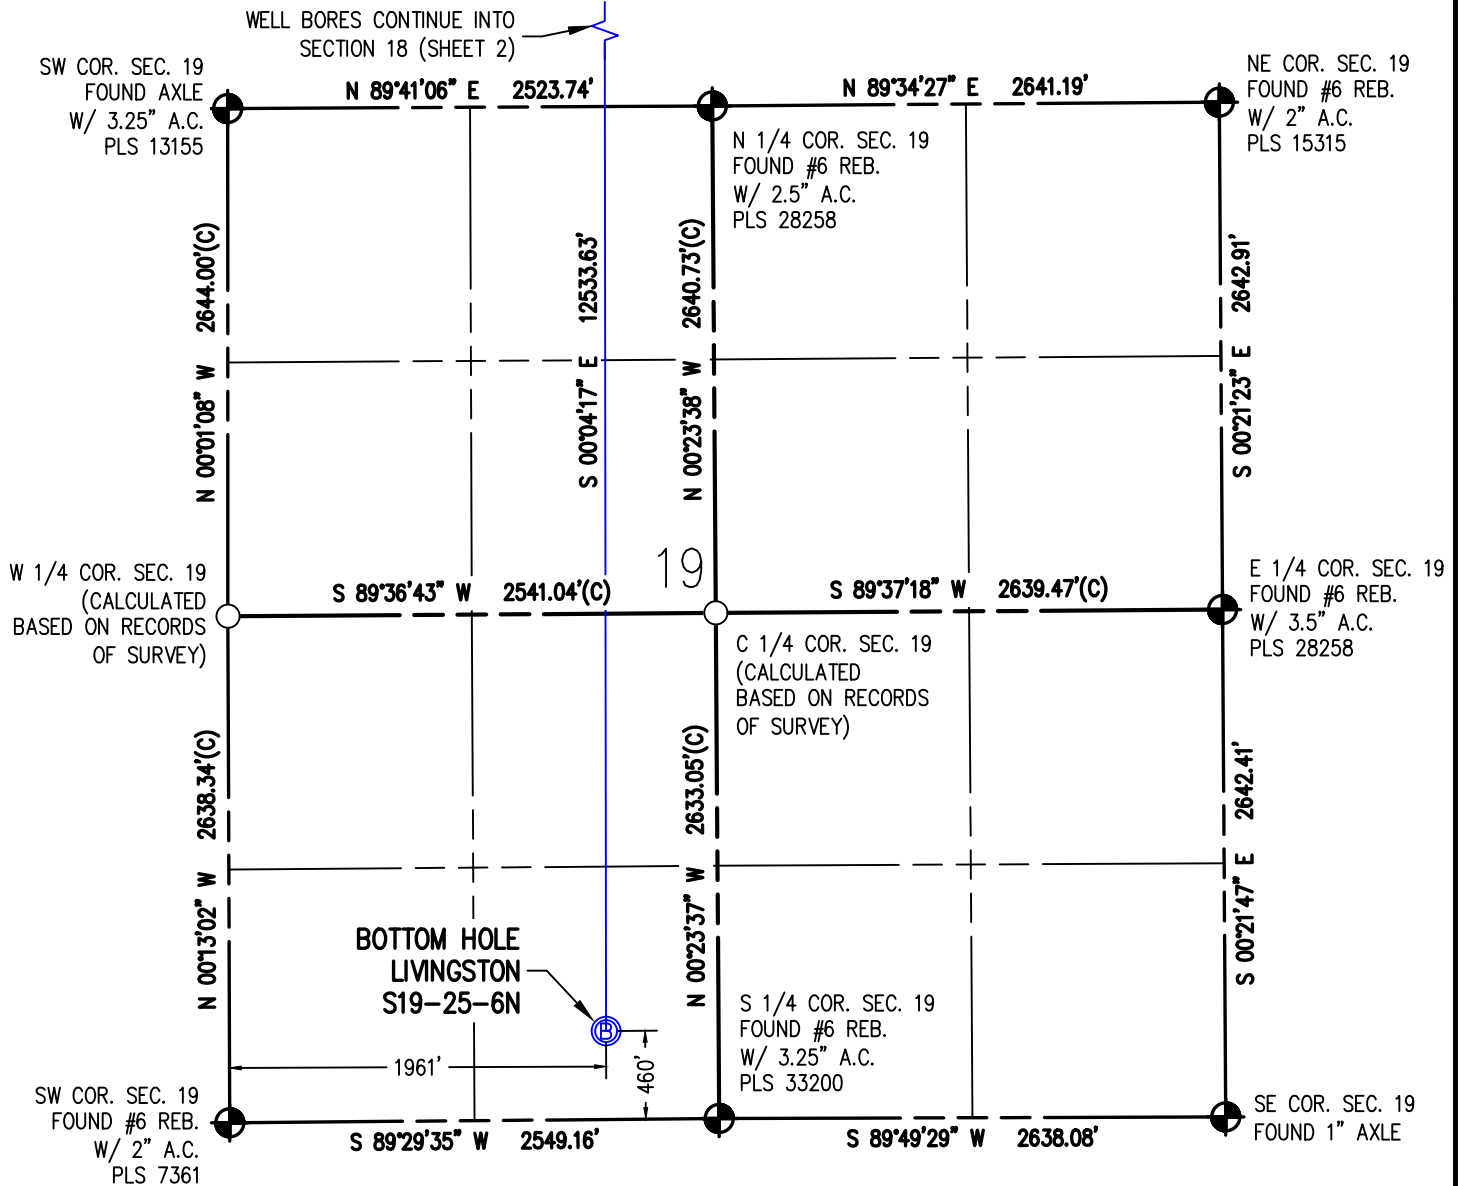 WELL BORES CONTINUE INTO
SECTION 18 (SHEET 2)
SW COR. SEC. 19
FOUND AXLE
W/ 3.25" A.C.
PLS 13155
N 89°41'06" E 2523.74'
N 89°34'27" E 2641.19'
NE COR. SEC. 19
FOUND #6 REB.
W/ 2" A.C.
PLS 15315
N 1/4 COR. SEC. 19
FOUND #6 REB.
W/ 2.5" A.C.
PLS 28258
N 00°01'08" W 2644.00'(C)
S 00°04'17" E 12533.63'
N 00°23'38" W 2640.73'(C)
S 00°21'23" E 2642.91'
19
W 1/4 COR. SEC. 19
(CALCULATED
BASED ON RECORDS
OF SURVEY)
S 89°36'43" W 2541.04'(C)
S 89°37'18" W 2639.47'(C)
E 1/4 COR. SEC. 19
FOUND #6 REB.
W/ 3.5" A.C.
PLS 28258
C 1/4 COR. SEC. 19
(CALCULATED
BASED ON RECORDS
OF SURVEY)
N 00°13'02" W 2638.34'(C)
N 00°23'37" W 2633.05'(C)
S 00°21'47" E 2642.41'
BOTTOM HOLE
LIVINGSTON
S19-25-6N
B
1961'
460'
S 1/4 COR. SEC. 19
FOUND #6 REB.
W/ 3.25" A.C.
PLS 33200
SW COR. SEC. 19
FOUND #6 REB.
W/ 2" A.C.
PLS 7361
S 89°29'35" W 2549.16'
S 89°49'29" W 2638.08'
SE COR. SEC. 19
FOUND 1" AXLE